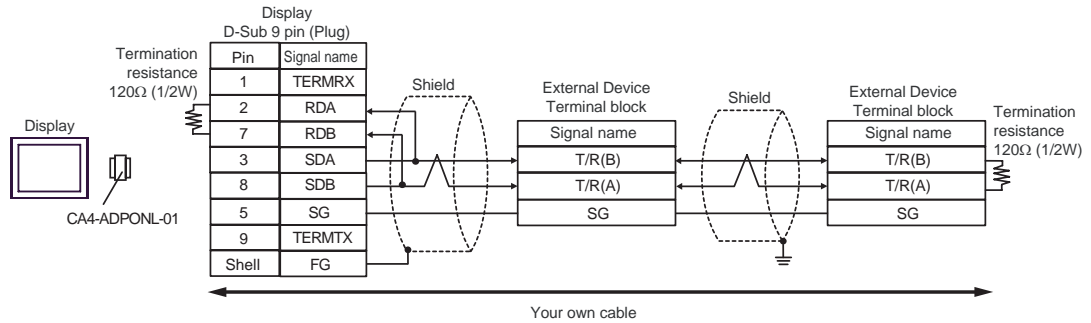 Display
D-Sub 9 pin (Plug)
Termination
resistance
120Ω (1/2W)
Pin Signal name
1 TERMRX
2 RDA
7 RDB
3 SDA
8 SDB
5 SG
9 TERMTX
Shell FG
Display
CA4-ADPONL-01
Shield
External Device
Terminal block
Signal name
T/R(B)
T/R(A)
SG
Shield
External Device
Terminal block
Signal name
T/R(B)
T/R(A)
SG
Termination
resistance
120Ω (1/2W)
Your own cable